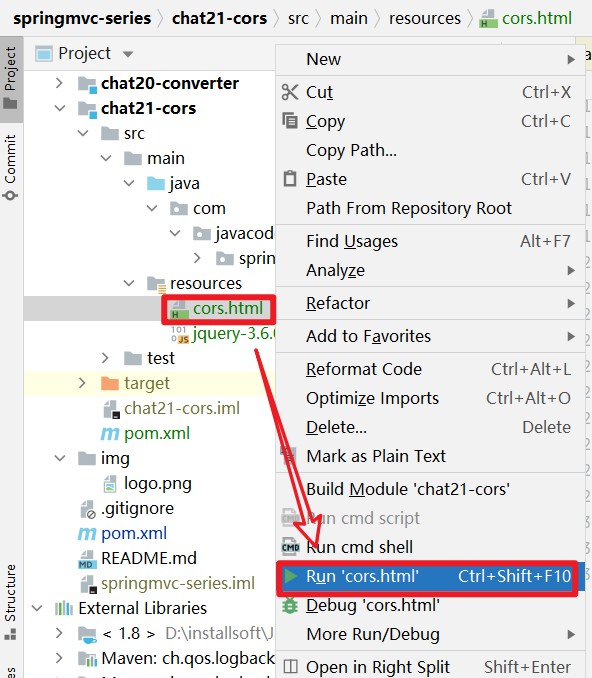 springmvc-series › chat21-cors › src › main › resources › cors.html
Project
Commit
Structure
Project
chat20-converter
chat21-cors
src
main
java
com
javacod
sprin
resources
cors.html
jquery-3.6.0
test
target
chat21-cors.iml
pom.xml
img
logo.png
.gitignore
pom.xml
README.md
springmvc-series.iml
External Libraries
< 1.8 > D:\installsoft\J
Maven: ch.qos.logback
New
Cut Ctrl+X
Copy Ctrl+C
Copy Path...
Paste Ctrl+V
Path From Repository Root
Find Usages Alt+F7
Analyze
Refactor
Add to Favorites
Reformat Code Ctrl+Alt+L
Optimize Imports Ctrl+Alt+O
Delete... Delete
Mark as Plain Text
Build Module 'chat21-cors'
Run cmd script
Run cmd shell
Run 'cors.html' Ctrl+Shift+F10
Debug 'cors.html'
More Run/Debug
Open in Right Split Shift+Enter